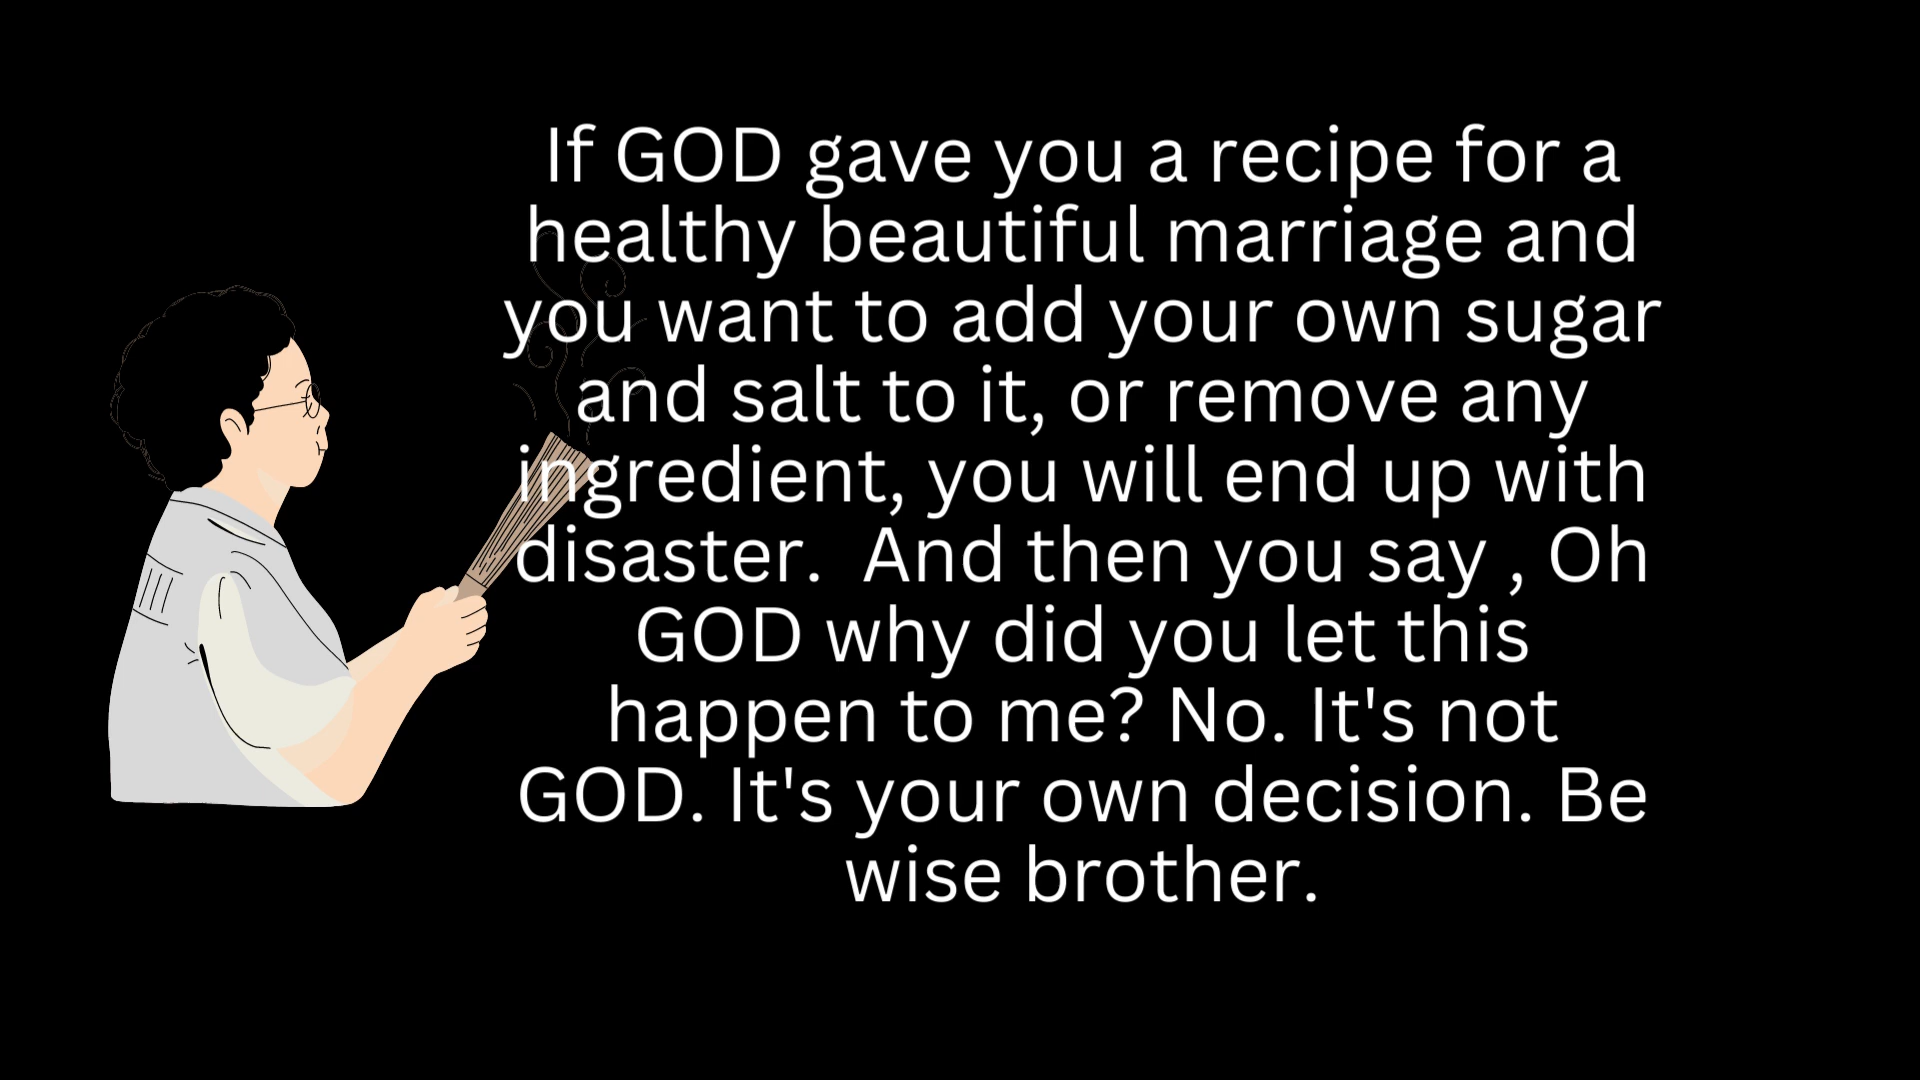 If GOD gave you a recipe for a
healthy beautiful marriage and
you want to add your own sugar
and salt to it, or remove any
ingredient, you will end up with
disaster.  And then you say , Oh
GOD why did you let this
happen to me? No. It's not
GOD. It's your own decision. Be
wise brother.